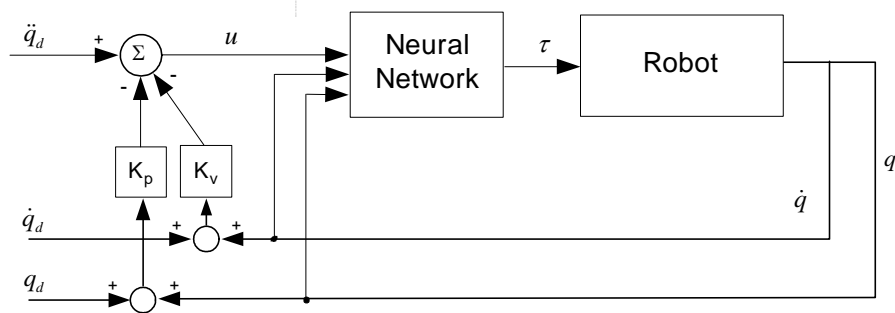 q̈_d + Σ u Neural Network τ Robot
- -
K_p K_v
q
q̇
q̇_d + +
q_d + +